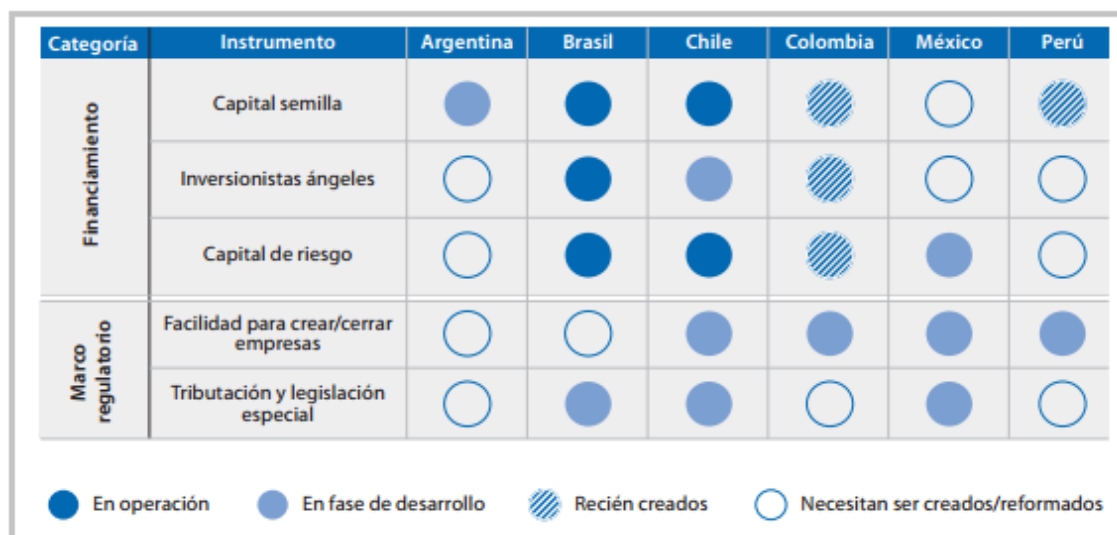 Categoría Instrumento Argentina Brasil Chile Colombia México Perú
Financiamiento
Capital semilla
Inversionistas ángeles
Capital de riesgo
Marco
regulatorio
Facilidad para crear/cerrar
empresas
Tributación y legislación
especial
En operación En fase de desarrollo Recién creados Necesitan ser creados/reformados